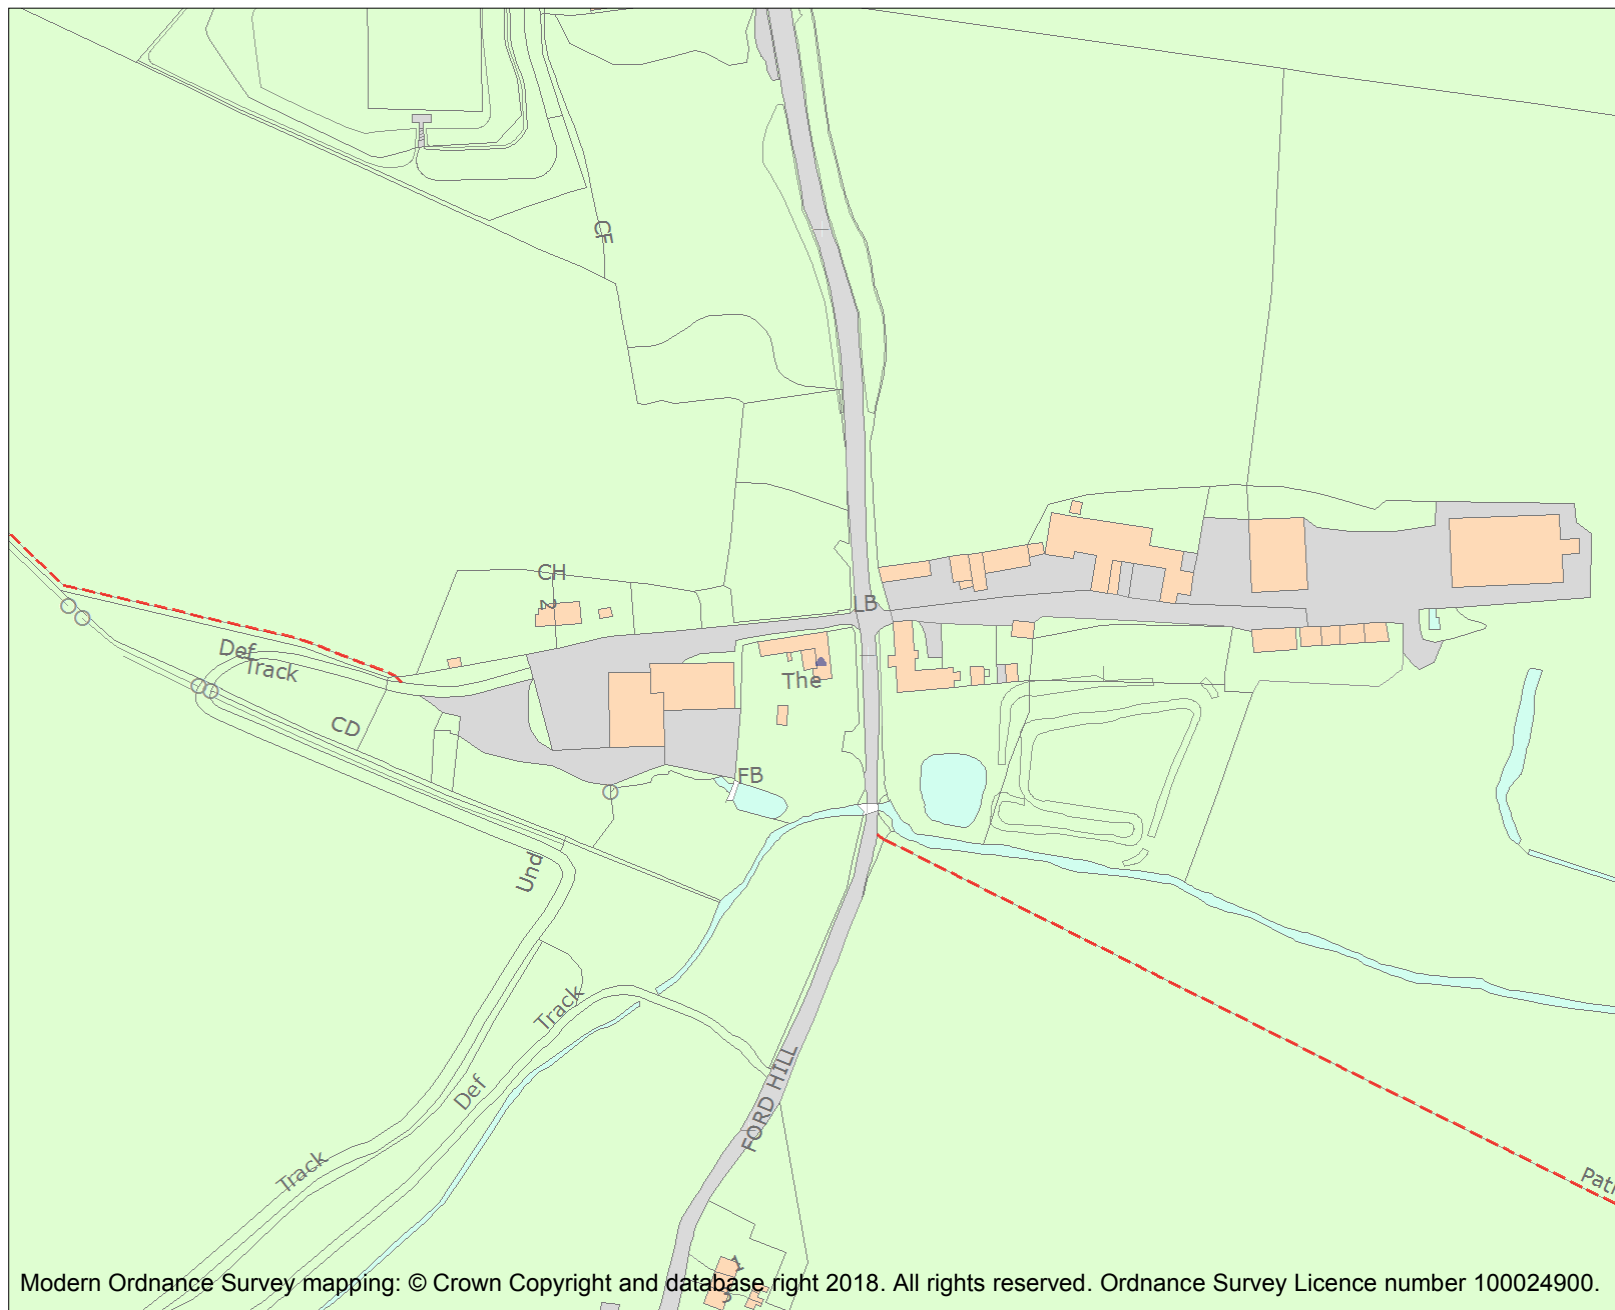 CF
CH
2
LB
Def
Track
The
CD
FB
Und
Track
Def
FORD HILL
Track
Modern Ordnance Survey mapping: © Crown Copyright and database right 2018. All rights reserved. Ordnance Survey Licence number 100024900.